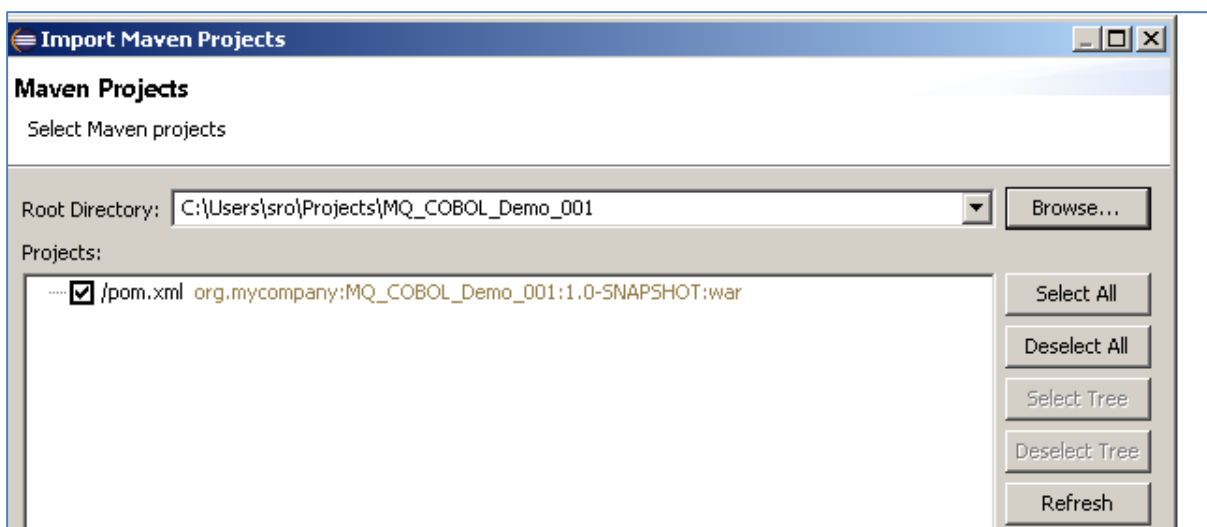 Import Maven Projects
Maven Projects
Select Maven projects
Root Directory: C:\Users\sro\Projects\MQ_COBOL_Demo_001 Browse...
Projects:
/pom.xml org.mycompany:MQ_COBOL_Demo_001:1.0-SNAPSHOT:war
Select All
Deselect All
Select Tree
Deselect Tree
Refresh